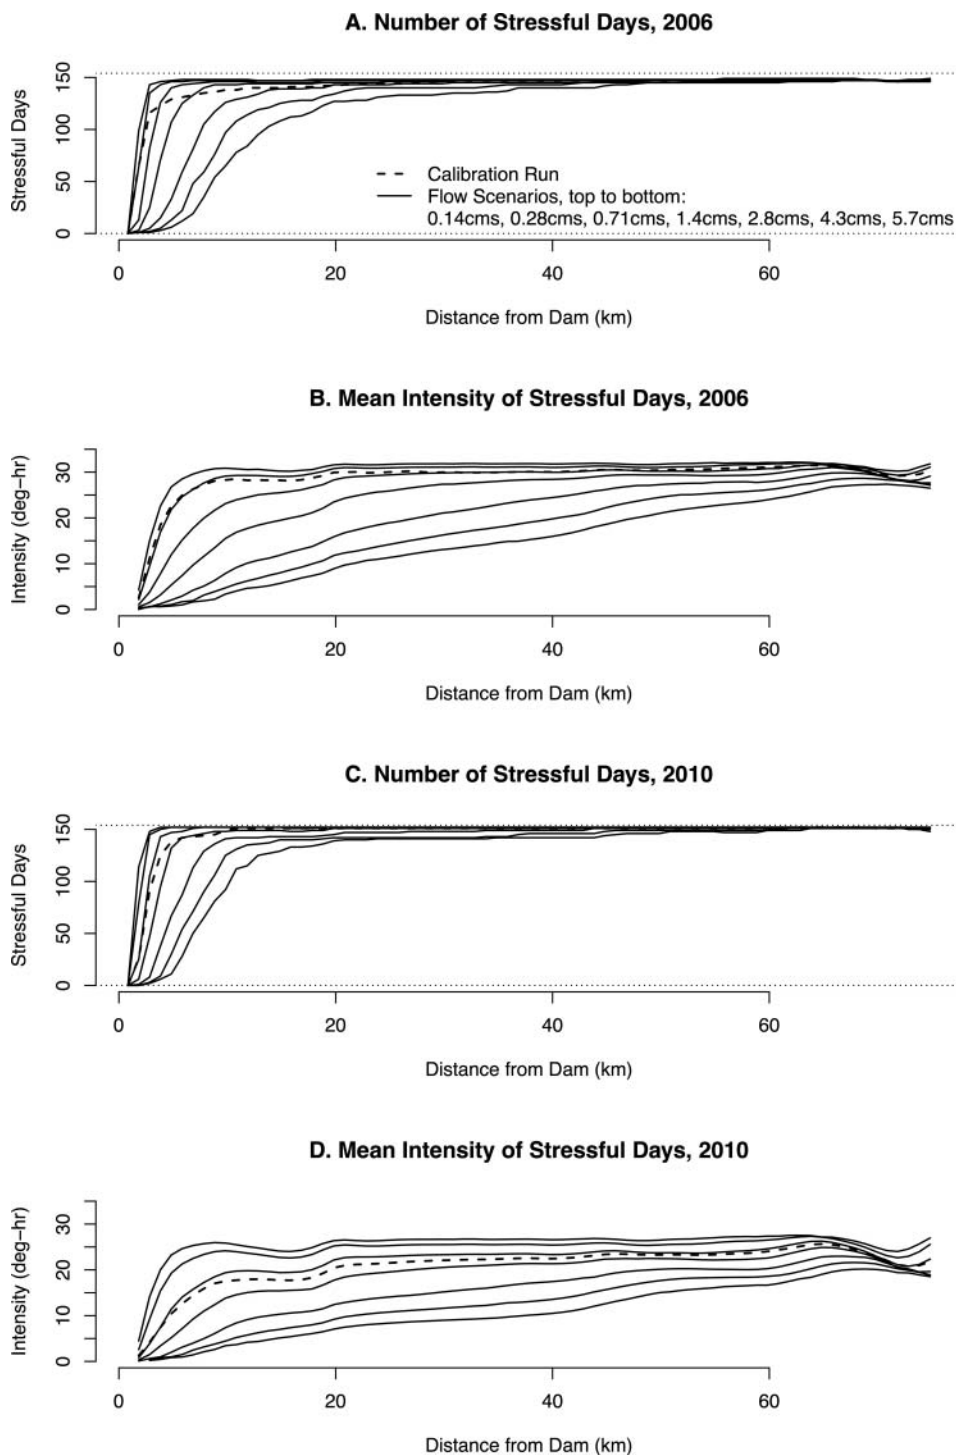 A. Number of Stressful Days, 2006
Stressful Days
150
100
50
0
Calibration Run
Flow Scenarios, top to bottom:
0.14cms, 0.28cms, 0.71cms, 1.4cms, 2.8cms, 4.3cms, 5.7cms
0 20 40 60
Distance from Dam (km)
B. Mean Intensity of Stressful Days, 2006
Intensity (deg-hr)
30
20
10
0
0 20 40 60
Distance from Dam (km)
C. Number of Stressful Days, 2010
Stressful Days
150
100
50
0
0 20 40 60
Distance from Dam (km)
D. Mean Intensity of Stressful Days, 2010
Intensity (deg-hr)
30
20
10
0
0 20 40 60
Distance from Dam (km)